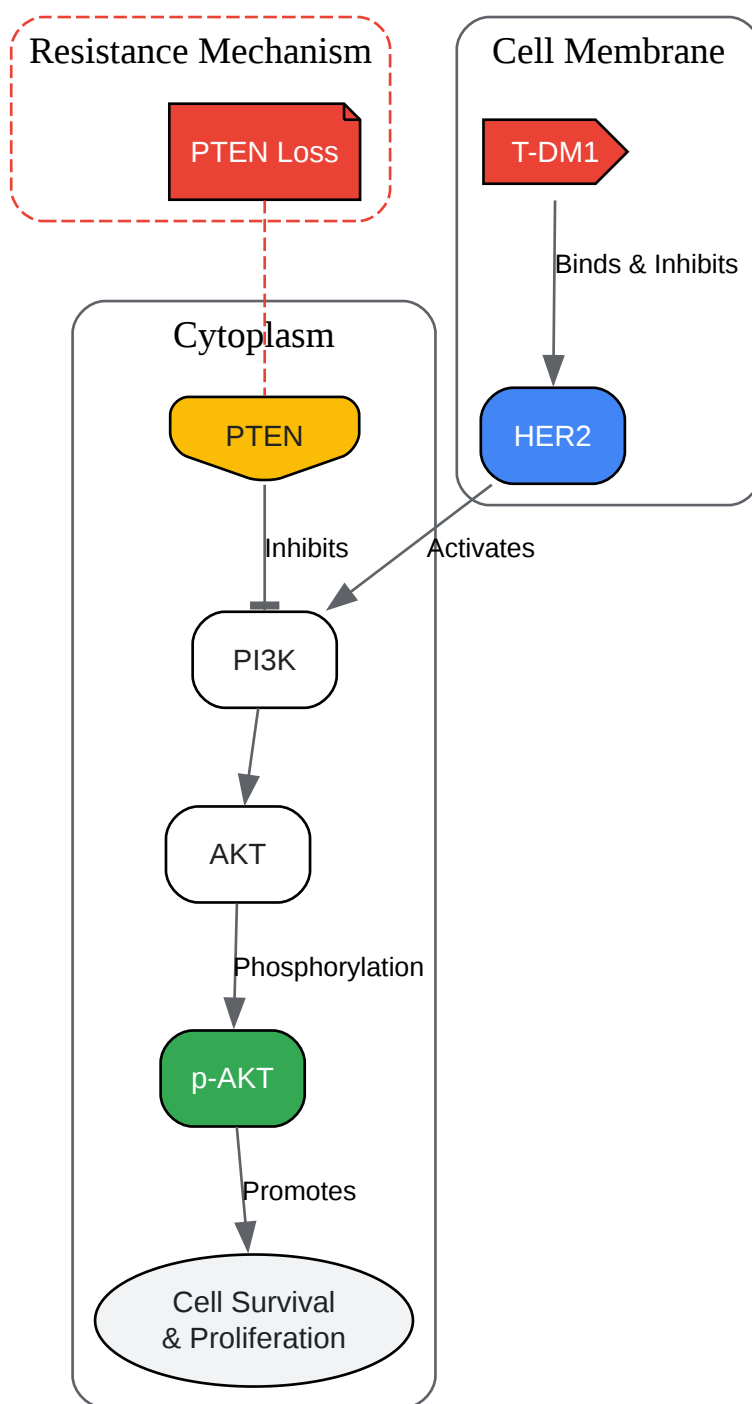 Resistance Mechanism
Cell Membrane
PTEN Loss
T-DM1
Binds & Inhibits
Cytoplasm
PTEN
HER2
Inhibits
Activates
PI3K
AKT
Phosphorylation
p-AKT
Promotes
Cell Survival
& Proliferation